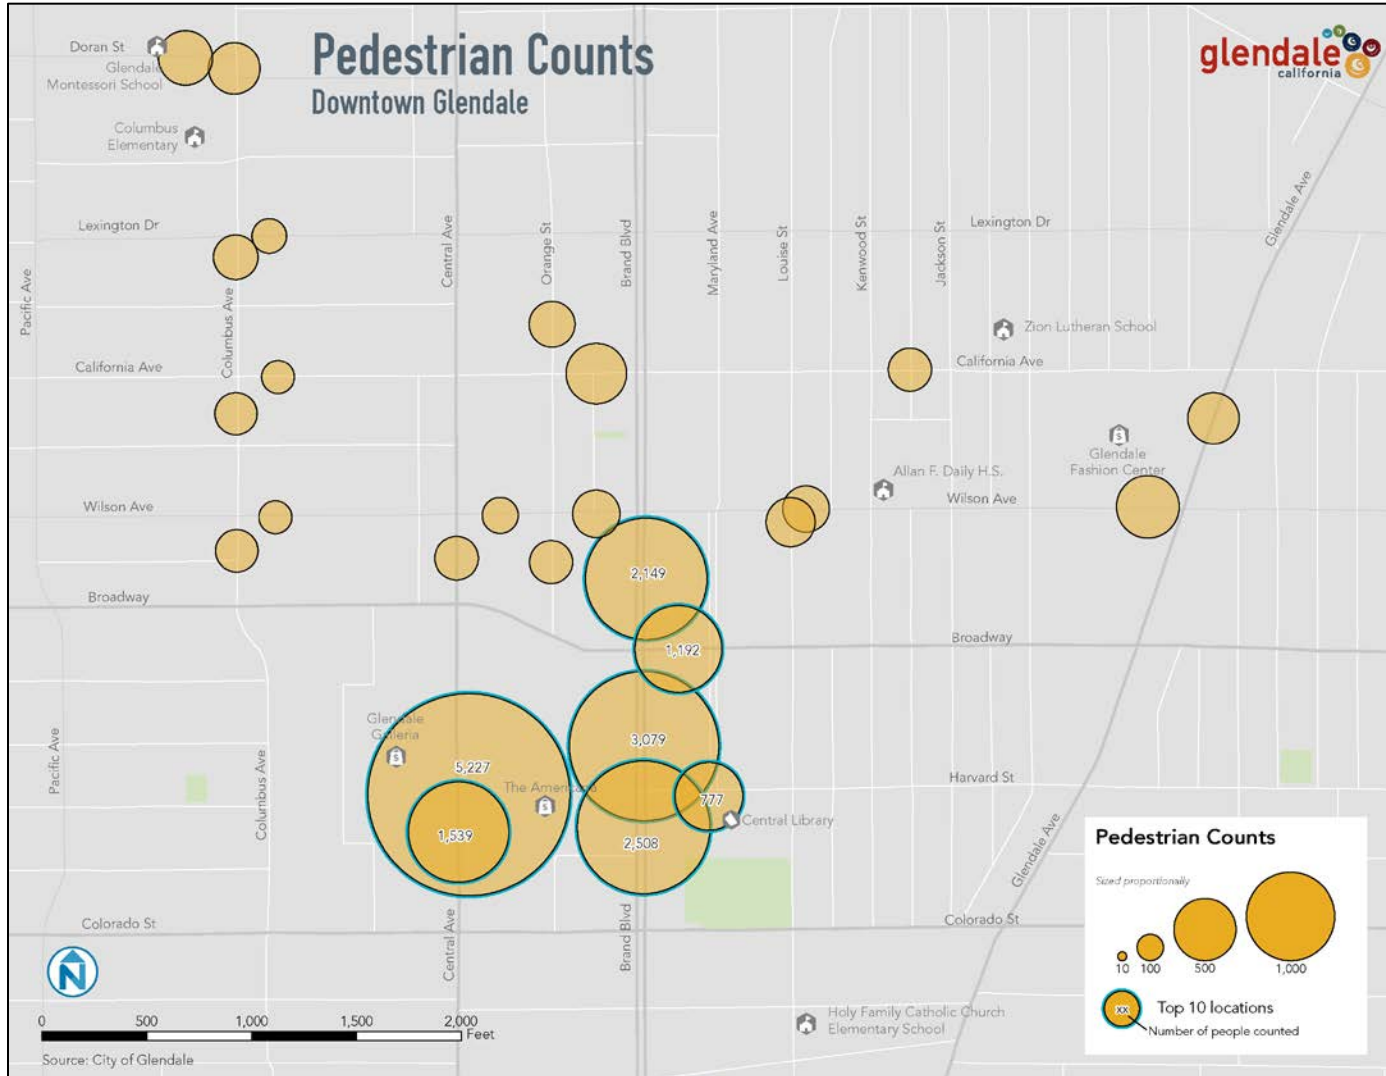 Pedestrian Counts
Downtown Glendale
glendale
california
Doran St
Glendale
Montessori School
Columbus
Elementary
Lexington Dr
Lexington Dr
Pacific Ave
Columbus Ave
Central Ave
Orange St
Brand Blvd
Maryland Ave
Louise St
Kenwood St
Jackson St
Glendale Ave
Zion Lutheran School
California Ave
California Ave
Glendale
Fashion Center
Allan F. Daily H.S.
Wilson Ave
Wilson Ave
2,149
Broadway
Broadway
1,192
Glendale
Galleria
3,079
5,227
The Americana
777
Harvard St
Central Library
1,539
2,508
Pacific Ave
Columbus Ave
Central Ave
Brand Blvd
Glendale Ave
Colorado St
Colorado St
N
Holy Family Catholic Church
Elementary School
0 500 1,000 1,500 2,000
Feet
Source: City of Glendale
Pedestrian Counts
Sized proportionally
10 100 500 1,000
xx Top 10 locations
Number of people counted